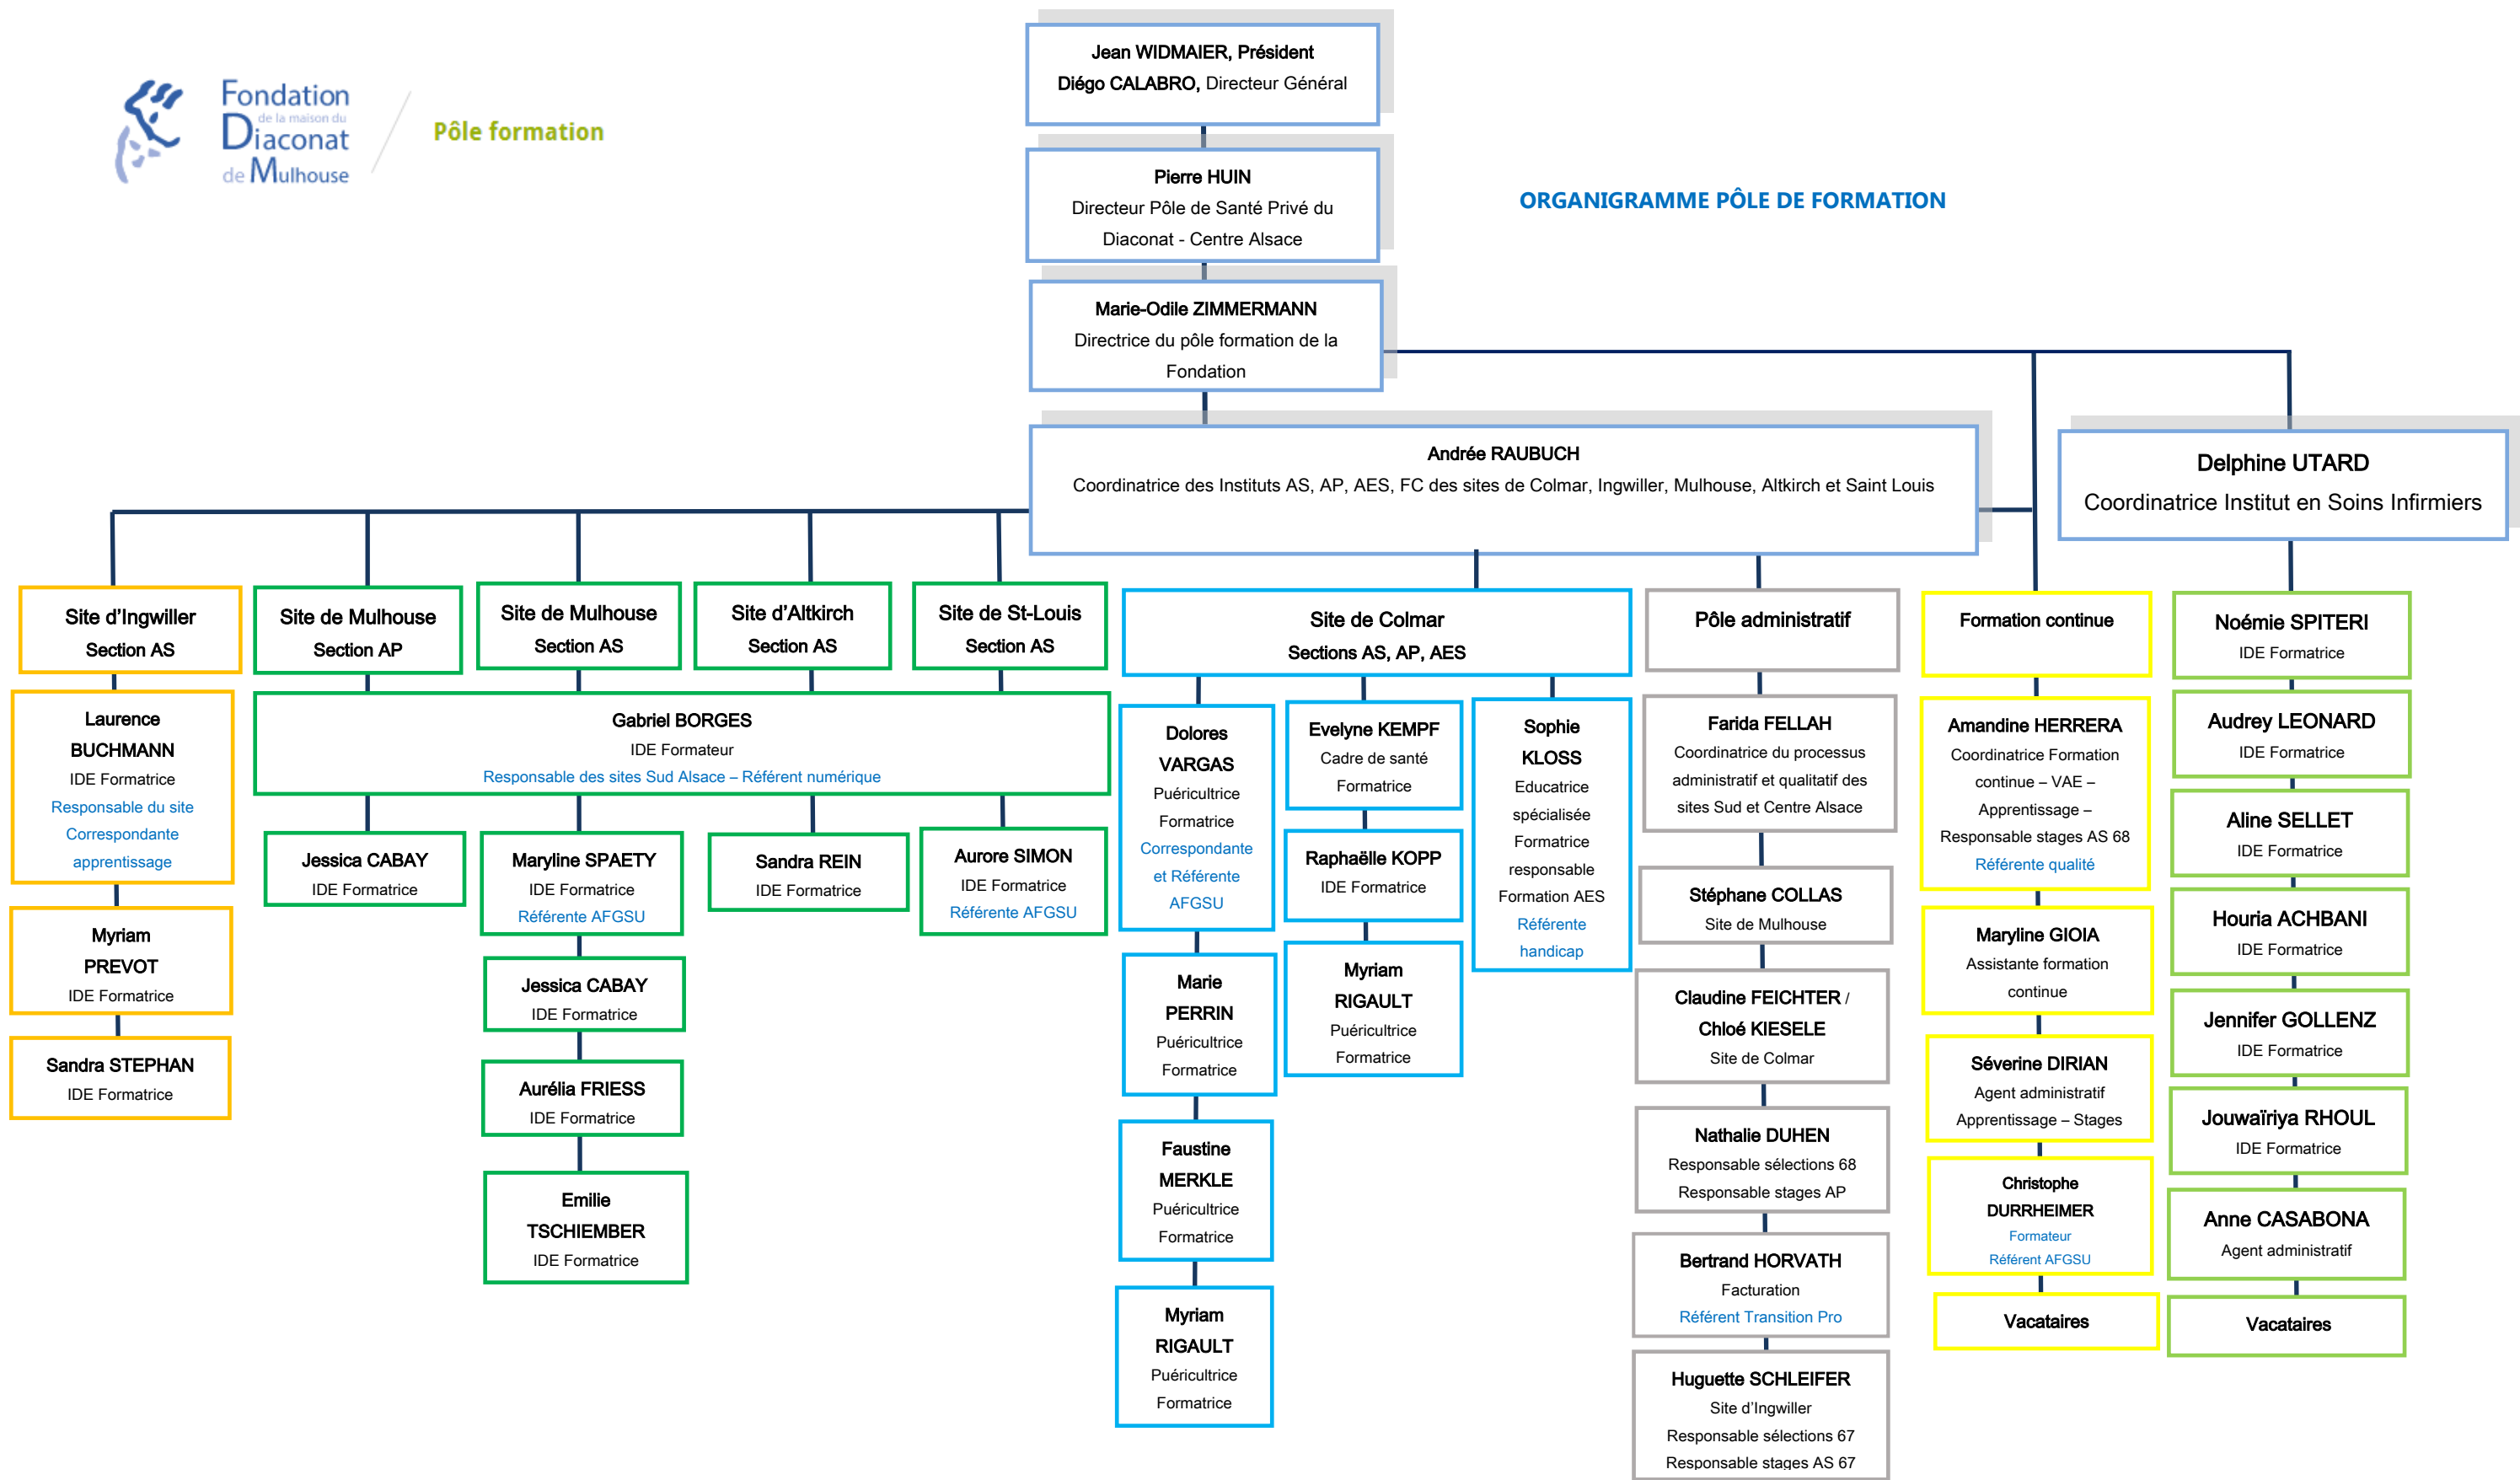 Fondation
de la maison du
Diaconat
de Mulhouse
Pôle formation
ORGANIGRAMME PÔLE DE FORMATION
Jean WIDMAIER, Président
Diégo CALABRO, Directeur Général
Pierre HUIN
Directeur Pôle de Santé Privé du
Diaconat - Centre Alsace
Marie-Odile ZIMMERMANN
Directrice du pôle formation de la
Fondation
Andrée RAUBUCH
Coordinatrice des Instituts AS, AP, AES, FC des sites de Colmar, Ingwiller, Mulhouse, Altkirch et Saint Louis
Delphine UTARD
Coordinatrice Institut en Soins Infirmiers
Site d'Ingwiller
Section AS
Laurence
BUCHMANN
IDE Formatrice
Responsable du site
Correspondante
apprentissage
Myriam
PREVOT
IDE Formatrice
Sandra STEPHAN
IDE Formatrice
Site de Mulhouse
Section AP
Site de Mulhouse
Section AS
Site d'Altkirch
Section AS
Site de St-Louis
Section AS
Gabriel BORGES
IDE Formateur
Responsable des sites Sud Alsace – Référent numérique
Jessica CABAY
IDE Formatrice
Maryline SPAETY
IDE Formatrice
Référente AFGSU
Jessica CABAY
IDE Formatrice
Aurélia FRIESS
IDE Formatrice
Emilie
TSCHIEMBER
IDE Formatrice
Sandra REIN
IDE Formatrice
Aurore SIMON
IDE Formatrice
Référente AFGSU
Site de Colmar
Sections AS, AP, AES
Dolores
VARGAS
Puéricultrice
Formatrice
Correspondante
et Référente
AFGSU
Marie
PERRIN
Puéricultrice
Formatrice
Faustine
MERKLE
Puéricultrice
Formatrice
Myriam
RIGAULT
Puéricultrice
Formatrice
Evelyne KEMPF
Cadre de santé
Formatrice
Raphaëlle KOPP
IDE Formatrice
Myriam
RIGAULT
Puéricultrice
Formatrice
Sophie
KLOSS
Educatrice
spécialisée
Formatrice
responsable
Formation AES
Référente
handicap
Pôle administratif
Farida FELLAH
Coordinatrice du processus
administratif et qualitatif des
sites Sud et Centre Alsace
Stéphane COLLAS
Site de Mulhouse
Claudine FEICHTER /
Chloé KIESELE
Site de Colmar
Nathalie DUHEN
Responsable sélections 68
Responsable stages AP
Bertrand HORVATH
Facturation
Référent Transition Pro
Huguette SCHLEIFER
Site d'Ingwiller
Responsable sélections 67
Responsable stages AS 67
Formation continue
Amandine HERRERA
Coordinatrice Formation
continue – VAE –
Apprentissage –
Responsable stages AS 68
Référente qualité
Maryline GIOIA
Assistante formation
continue
Séverine DIRIAN
Agent administratif
Apprentissage – Stages
Christophe
DURRHEIMER
Formateur
Référent AFGSU
Vacataires
Noémie SPITERI
IDE Formatrice
Audrey LEONARD
IDE Formatrice
Aline SELLET
IDE Formatrice
Houria ACHBANI
IDE Formatrice
Jennifer GOLLENZ
IDE Formatrice
Jouwaïriya RHOUL
IDE Formatrice
Anne CASABONA
Agent administratif
Vacataires